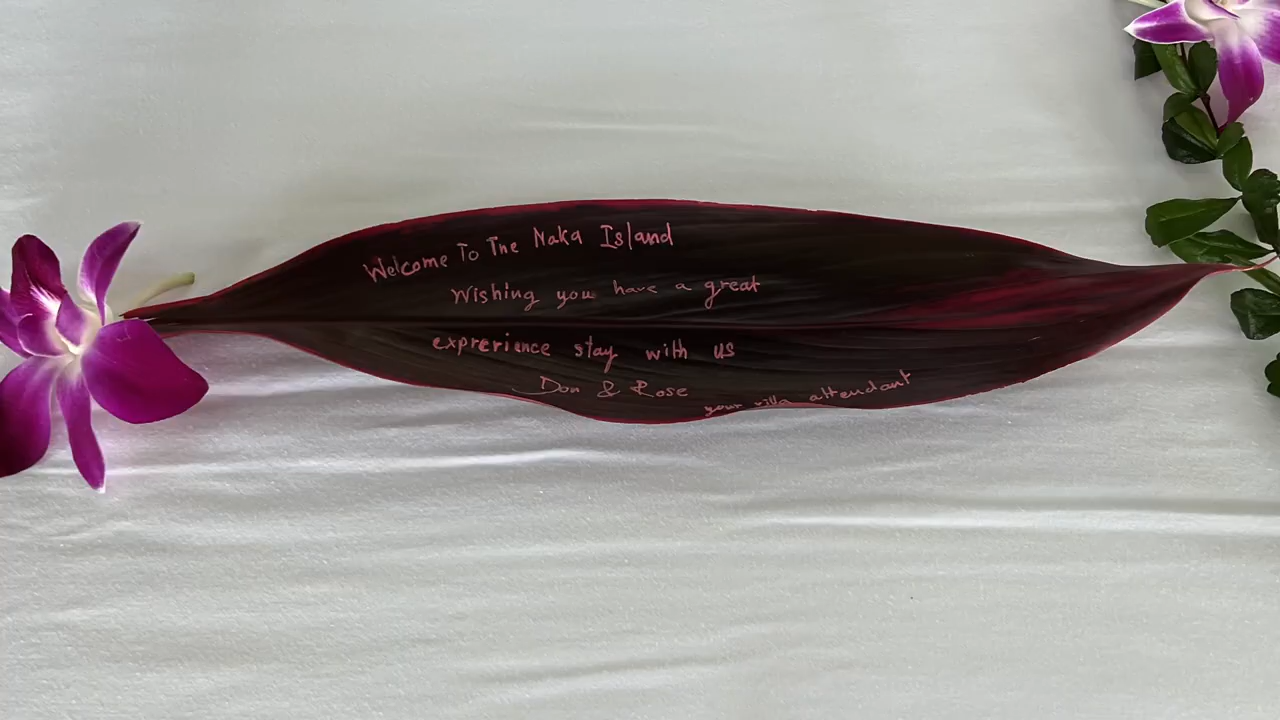 Welcome To The Naka Island
Wishing you have a great
exprerience stay with us
Don & Rose
your villa attendant